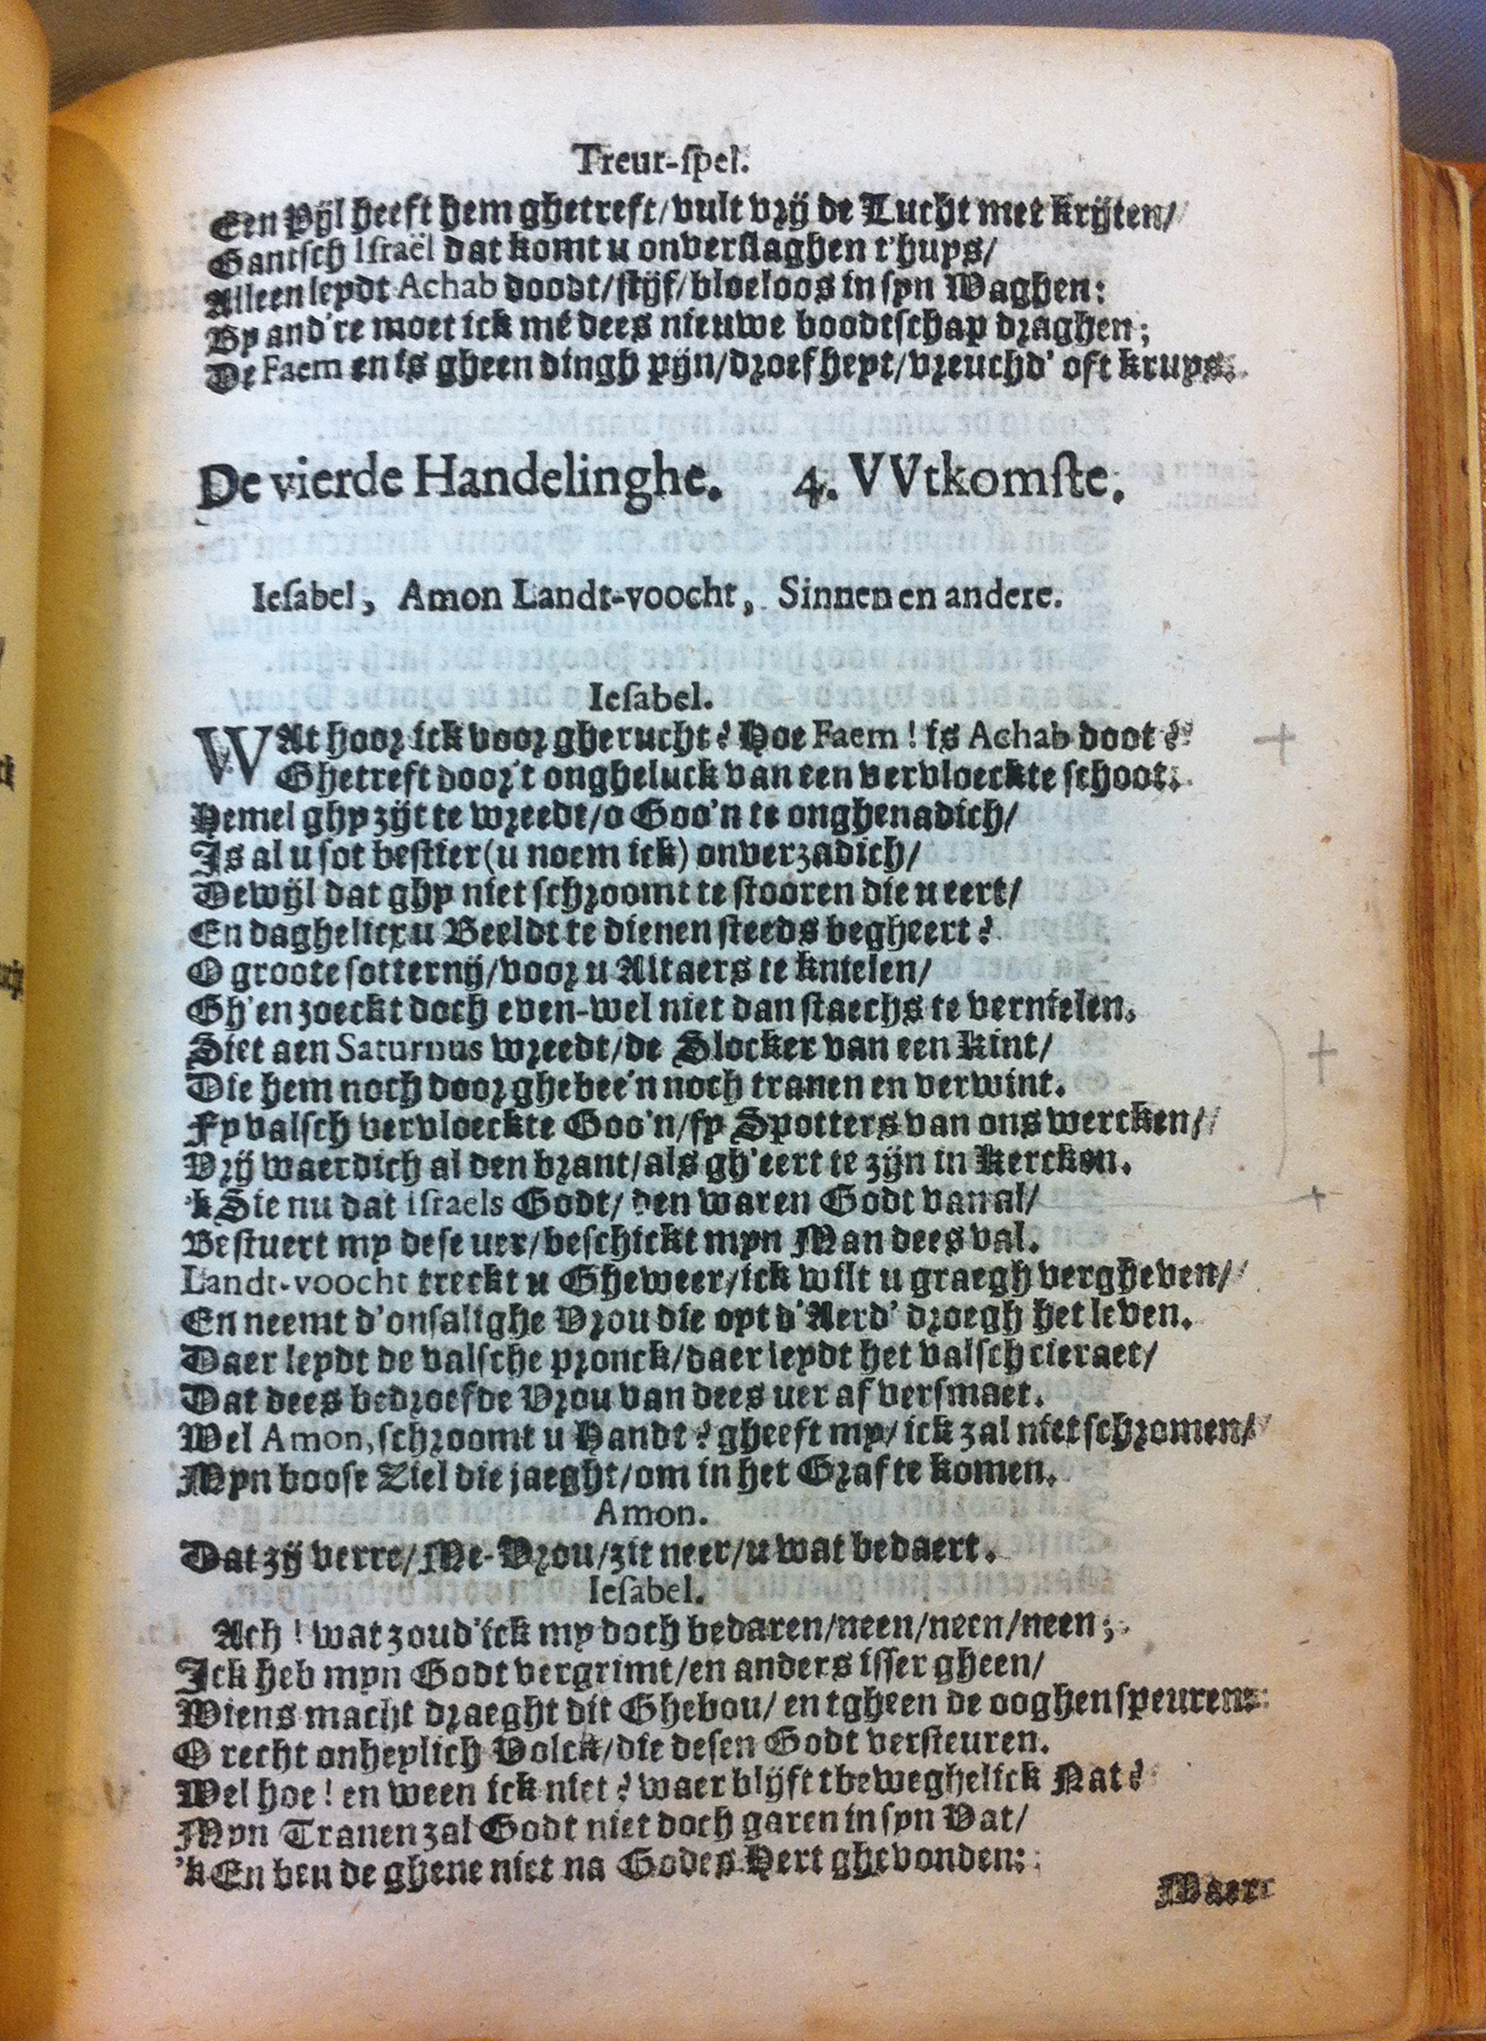 Treur-ſpel.
Een Pijl heeft hem ghetreft/vult vrij de Lucht met krijten/
Gantſch Iſraël dat komt u onverſlaghen t'huys/
Alleen leydt Achab doodt/ſtijf/bloeloos in ſyn Waghen:
By and're moet ick mé dees nieuwe boodtſchap draghen;
De Faem en is gheen dingh pijn/droefheyt/vreuchd' oft kruys.
De vierde Handelinghe. 4. VVtkomſte.
Ieſabel, Amon Landt-voocht, Sinnen en andere.
Ieſabel.
WAt hoor ick voor gherucht? Hoe Faem! is Achab doot?
Ghetreft door't ongheluck van een vervloeckte ſchoot.
Hemel ghy zijt te wreedt/o Goo'n te onghenadich/
Is al u ſot beſtier (u noem ick) onverzadich/
Dewijl dat ghy niet ſchroomt te ſtooren die u eert/
En daghelicx u Beeldt te dienen ſteeds begheert?
O groote ſotternij/voor u Altaers te knielen/
Gh'en zoeckt doch even-wel niet dan ſtaechs te vernielen.
Siet aen Saturnus wreedt/de Slocker van een Kint/
Die hem noch door ghebee'n noch tranen en verwint.
Fy valſch vervloeckte Goo'n/fy Spotters van ons wercken/
Vrij waerdich al den brant/als gh'eert te zijn in Kercken.
'k Sie nu dat iſraels Godt/ den waren Godt van al/
Beſtuert my deſe uer/beſchickt myn Man dees val.
Landt-voocht treckt u Gheweer/ick wilt u graegh vergheven/
En neemt d'onſalighe Vrou die opt d'Aerd' droegh het leven.
Daer leydt de valſche pronck/daer leydt het valſch cieraet/
Dat dees bedroefde Vrou van dees uer af verſmaet.
Wel Amon, ſchroomt u Handt? gheeft my/ ick zal niet ſchromen/
Myn booſe Ziel die jaeght/om in het Graf te komen.
Amon.
Dat zij verre/Me-Vrou/zit neer/u wat bedaert.
Ieſabel.
Ach! wat zoud'ick my doch bedaren/neen/neen/neen;
Ick heb myn Godt vergrimt/en anders iſſer gheen/
Wiens macht draeght dit Ghebou/ en tgheen de ooghen ſpeuren:
O recht onheylich Volck/die deſen Godt verſteuren.
Wel hoe! en ween ick niet? waer blijft tbeweghelick Nat?
Myn Tranen zal Godt niet doch garen in ſyn Vat/
'k En ben de ghene niet na Godes Hert ghevonden:
Maer